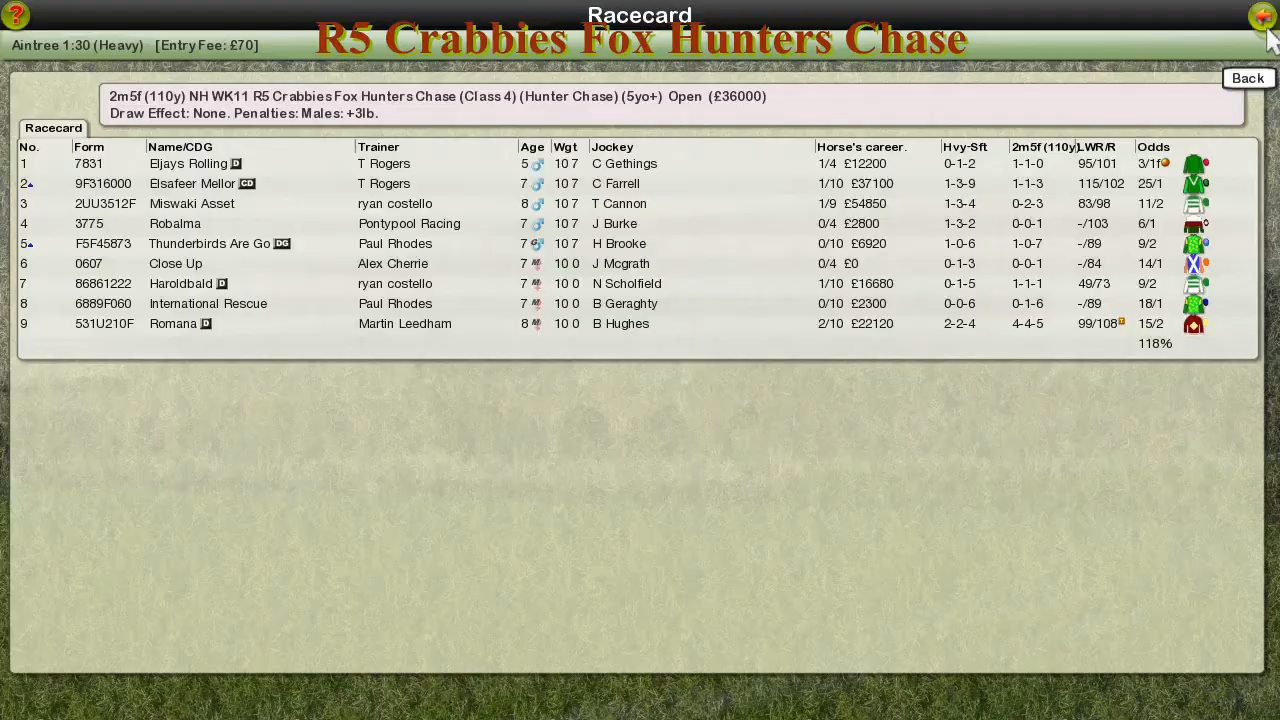 ?
Racecard
R5 Crabbies Fox Hunters Chase
Aintree 1:30 (Heavy) [Entry Fee: £70]
Back
2m5f (110y) NH WK11 R5 Crabbies Fox Hunters Chase (Class 4) (Hunter Chase) (5yo+) Open (£36000)
Draw Effect: None. Penalties: Males: +3lb.
Racecard
No. Form Name/CDG Trainer Age Wgt Jockey Horse's career. Hvy-Sft 2m5f (110y) LWR/R Odds
1 7831 Eljays Rolling D T Rogers 5 10 7 C Gethings 1/4 £12200 0-1-2 1-1-0 95/101 3/1f
2 9F316000 Elsafeer Mellor CD T Rogers 7 10 7 C Farrell 1/10 £37100 1-3-9 1-1-3 115/102 25/1
3 2UU3512F Miswaki Asset ryan costello 8 10 7 T Cannon 1/9 £54850 1-3-4 0-2-3 83/98 11/2
4 3775 Robalma Pontypool Racing 7 10 7 J Burke 0/4 £2800 1-3-2 0-0-1 -/103 6/1
5 F5F45873 Thunderbirds Are Go DG Paul Rhodes 7 10 7 H Brooke 0/10 £6920 1-0-6 1-0-7 -/89 9/2
6 0607 Close Up Alex Cherrie 7 10 0 J Mcgrath 0/4 £0 0-1-3 0-0-1 -/84 14/1
7 86861222 Haroldbald D ryan costello 7 10 0 N Scholfield 1/10 £16680 0-1-5 1-1-1 49/73 9/2
8 6889F060 International Rescue Paul Rhodes 7 10 0 B Geraghty 0/10 £2300 0-0-6 0-1-6 -/89 18/1
9 531U210F Romana D Martin Leedham 8 10 0 B Hughes 2/10 £22120 2-2-4 4-4-5 99/108 15/2
118%